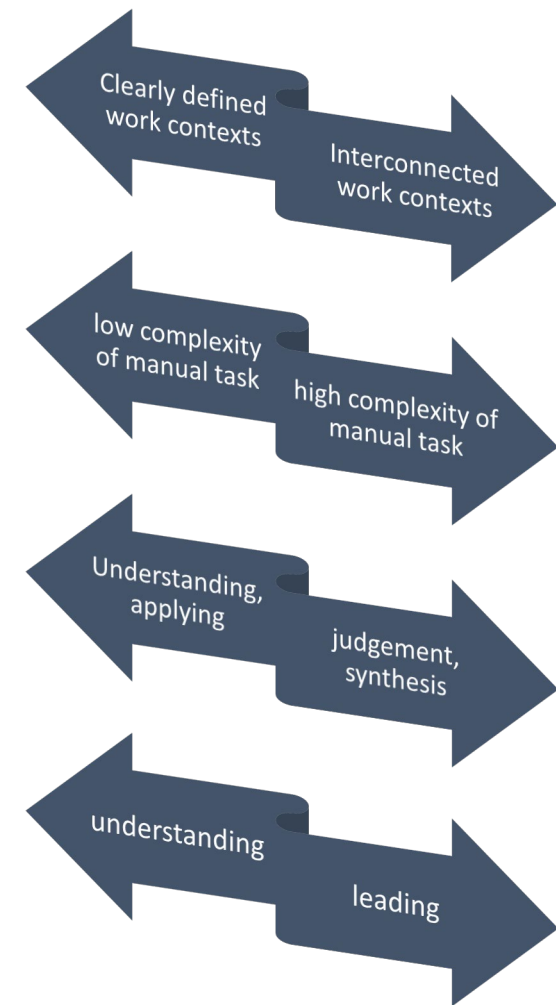 Clearly defined
work contexts
Interconnected
work contexts
low complexity
of manual task
high complexity of
manual task
Understanding,
applying
judgement,
synthesis
understanding
leading